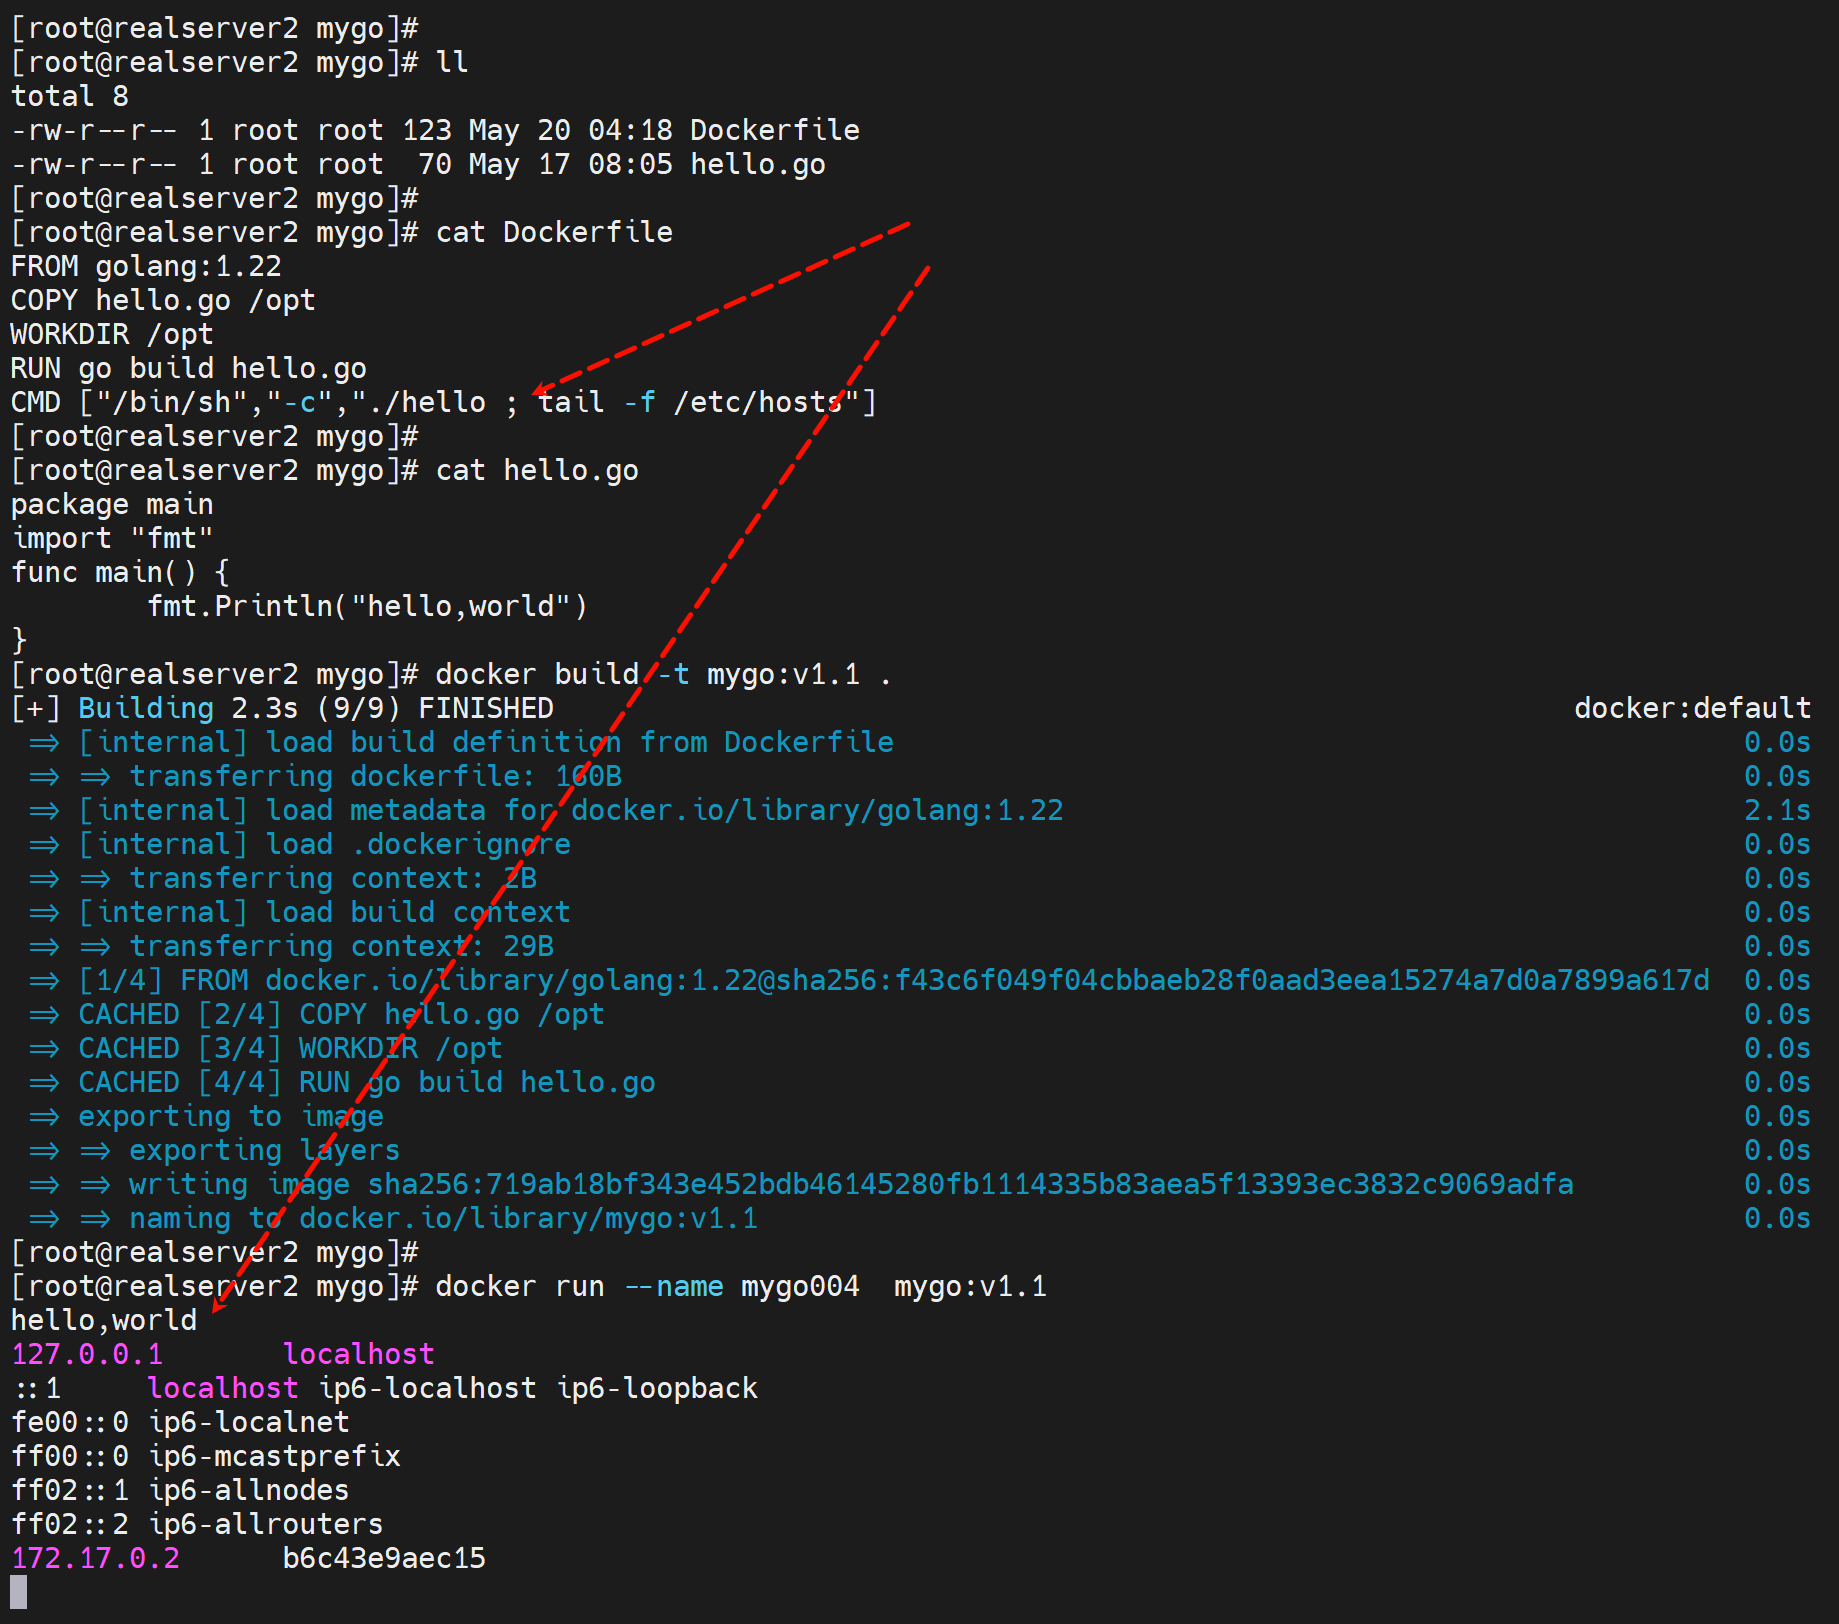 [root@realserver2 mygo]#
[root@realserver2 mygo]# ll
total 8
-rw-r--r-- 1 root root 123 May 20 04:18 Dockerfile
-rw-r--r-- 1 root root  70 May 17 08:05 hello.go
[root@realserver2 mygo]#
[root@realserver2 mygo]# cat Dockerfile
FROM golang:1.22
COPY hello.go /opt
WORKDIR /opt
RUN go build hello.go
CMD ["/bin/sh","-c","./hello ; tail -f /etc/hosts"]
[root@realserver2 mygo]#
[root@realserver2 mygo]# cat hello.go
package main
import "fmt"
func main() {
        fmt.Println("hello,world")
}
[root@realserver2 mygo]# docker build -t mygo:v1.1 .
[+] Building 2.3s (9/9) FINISHED docker:default
 => [internal] load build definition from Dockerfile 0.0s
 => => transferring dockerfile: 160B 0.0s
 => [internal] load metadata for docker.io/library/golang:1.22 2.1s
 => [internal] load .dockerignore 0.0s
 => => transferring context: 2B 0.0s
 => [internal] load build context 0.0s
 => => transferring context: 29B 0.0s
 => [1/4] FROM docker.io/library/golang:1.22@sha256:f43c6f049f04cbbaeb28f0aad3eea15274a7d0a7899a617d 0.0s
 => CACHED [2/4] COPY hello.go /opt 0.0s
 => CACHED [3/4] WORKDIR /opt 0.0s
 => CACHED [4/4] RUN go build hello.go 0.0s
 => exporting to image 0.0s
 => => exporting layers 0.0s
 => => writing image sha256:719ab18bf343e452bdb46145280fb1114335b83aea5f13393ec3832c9069adfa 0.0s
 => => naming to docker.io/library/mygo:v1.1 0.0s
[root@realserver2 mygo]#
[root@realserver2 mygo]# docker run --name mygo004  mygo:v1.1
hello,world
127.0.0.1       localhost
::1     localhost ip6-localhost ip6-loopback
fe00::0 ip6-localnet
ff00::0 ip6-mcastprefix
ff02::1 ip6-allnodes
ff02::2 ip6-allrouters
172.17.0.2      b6c43e9aec15